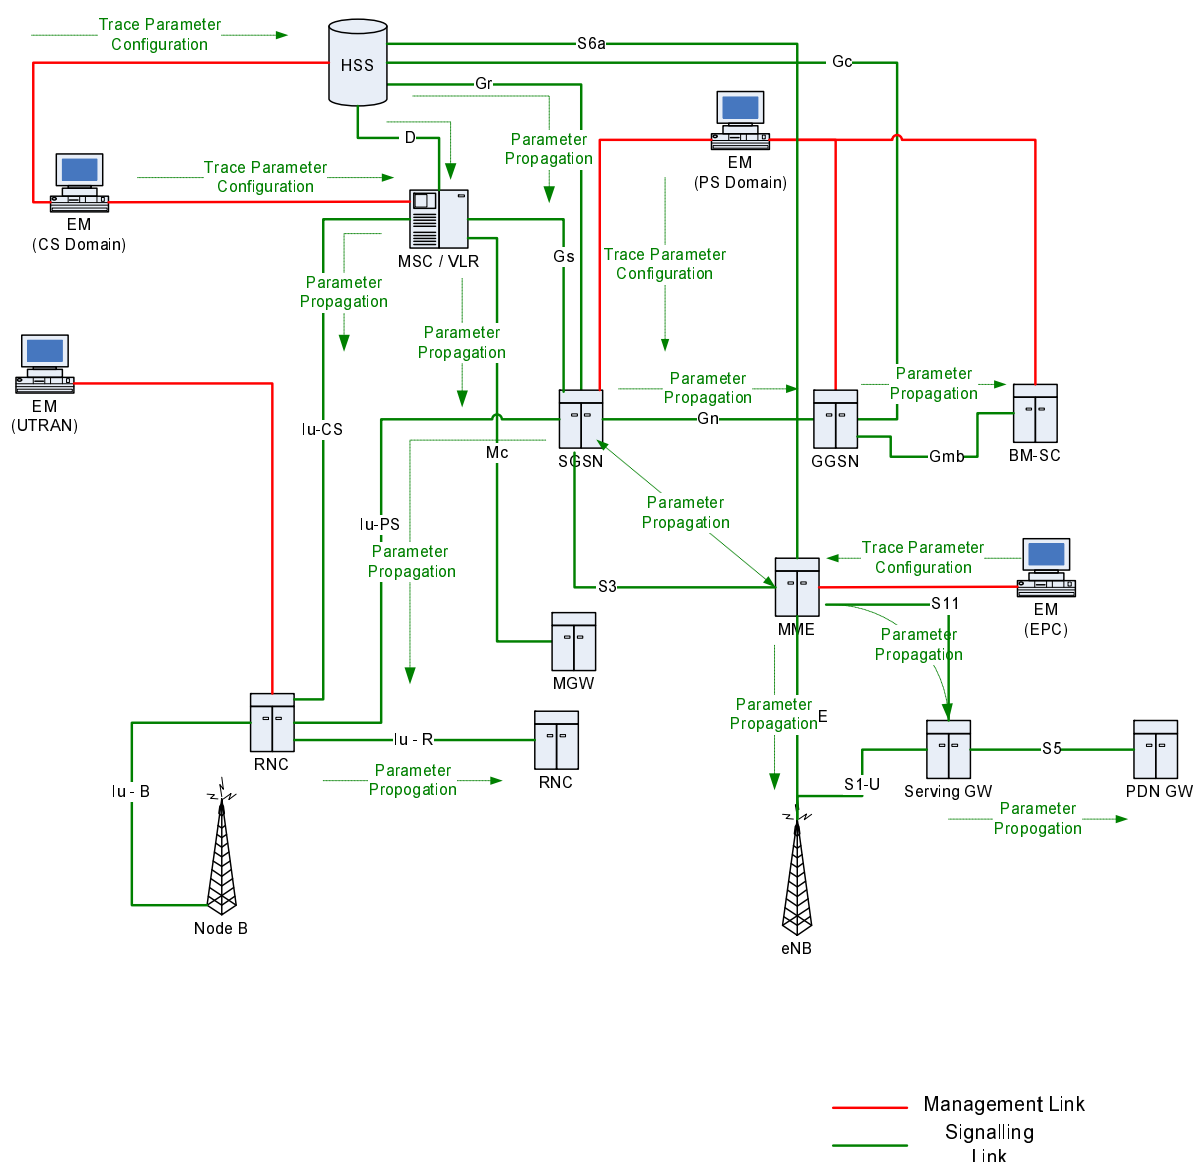 Trace Parameter
Configuration
S6a
HSS
Gc
Gr
D
Parameter
Propagation
EM
(PS Domain)
Trace Parameter
Configuration
EM
(CS Domain)
MSC / VLR
Gs
Trace Parameter
Configuration
Parameter
Propagation
Parameter
Propagation
EM
(UTRAN)
Parameter
Propagation
Parameter
Propagation
Iu-CS
Gn
Mc
SGSN
GGSN
Gmb
BM-SC
Parameter
Propagation
Iu-PS
Parameter
Propagation
Trace Parameter
Configuration
S3
S11
EM
(EPC)
MME
Parameter
Propagation
MGW
Parameter
Propagation
E
Iu - R
RNC
Parameter
Propogation
RNC
S5
S1-U
Serving GW
PDN GW
Iu - B
Parameter
Propogation
Node B
eNB
Management Link
Signalling
Link